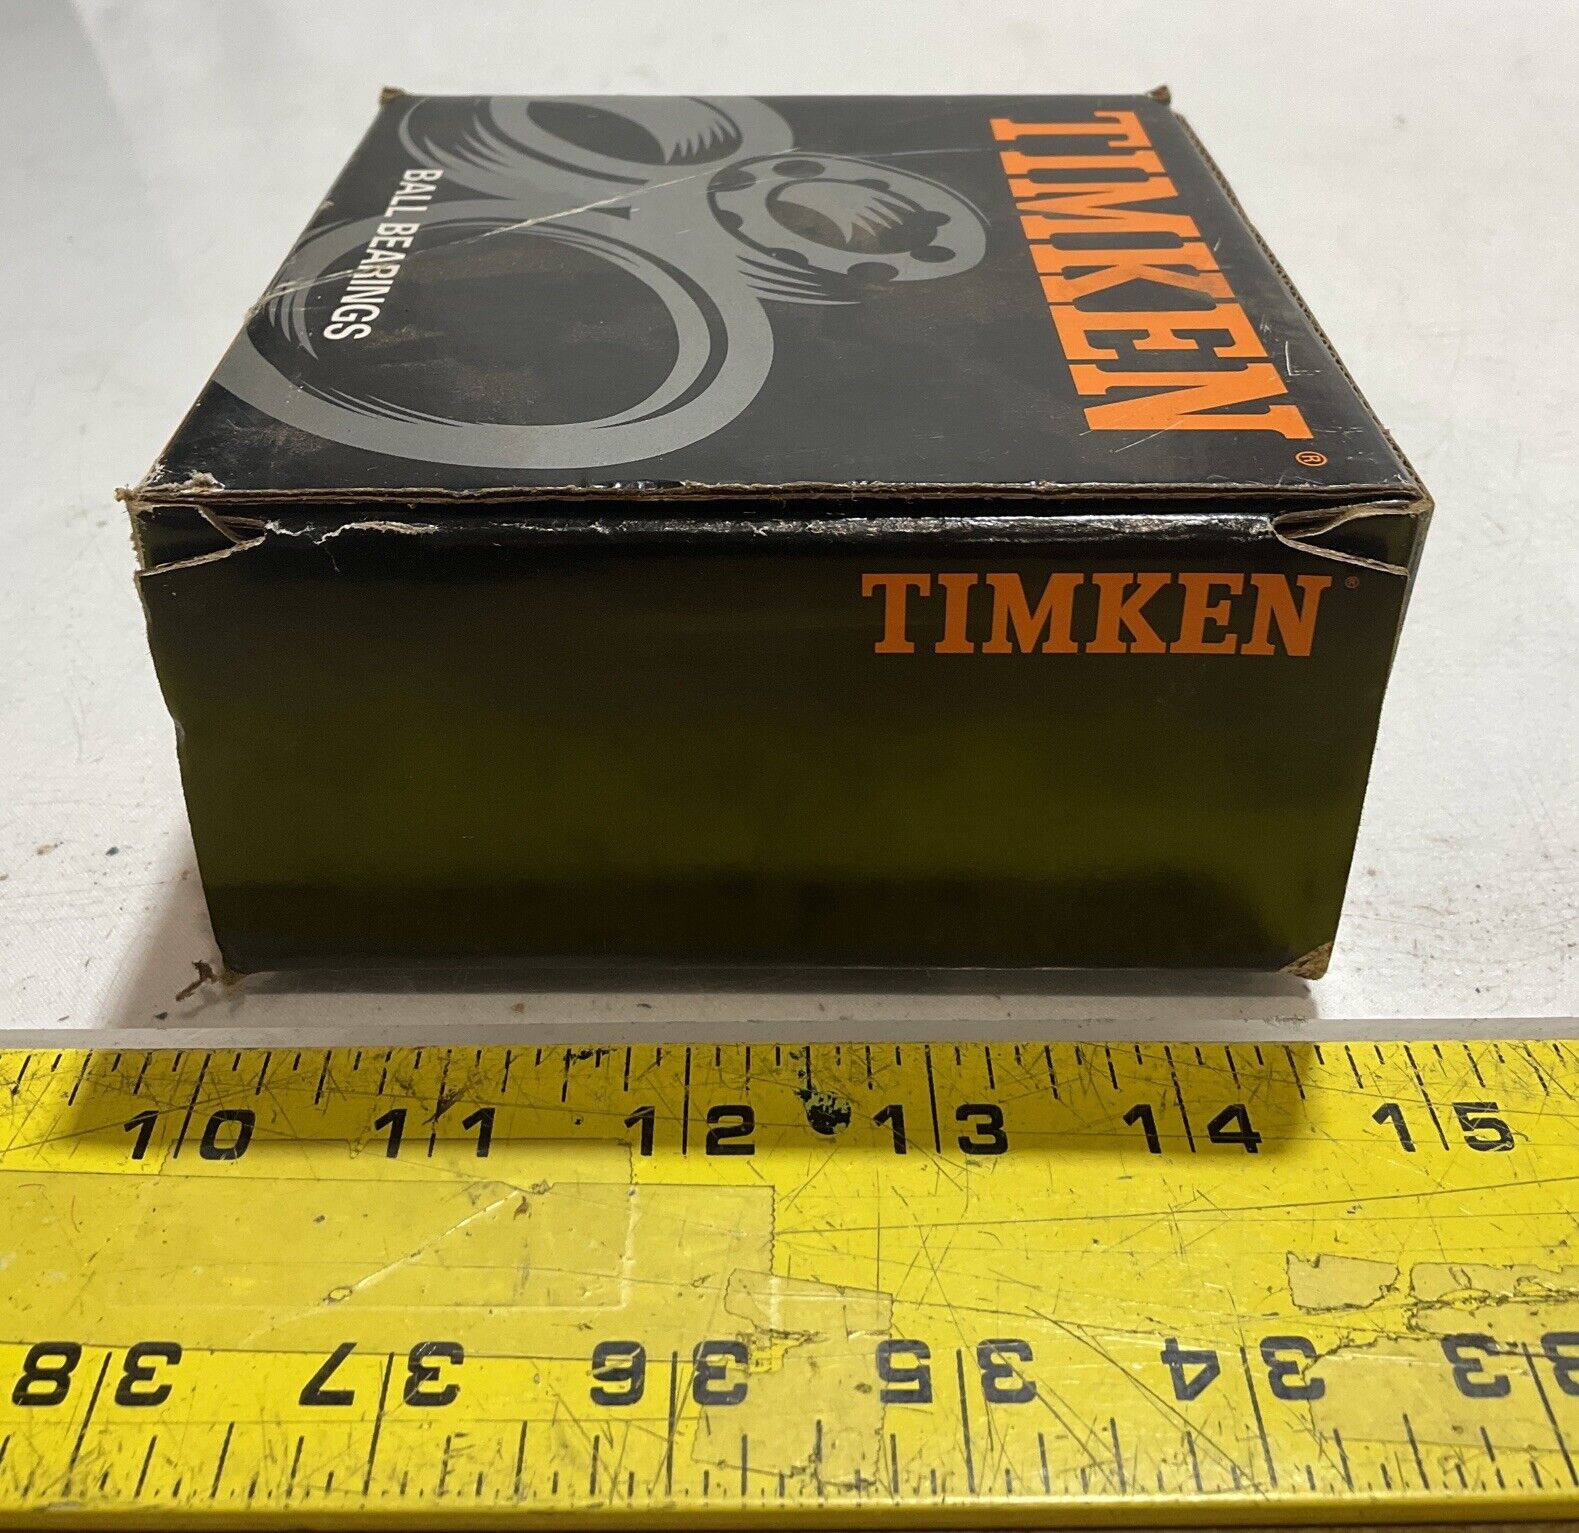 TIMKEN®
BALL BEARINGS
TIMKEN®
10 11 12 13 14 15
38 37 36 35 34 33